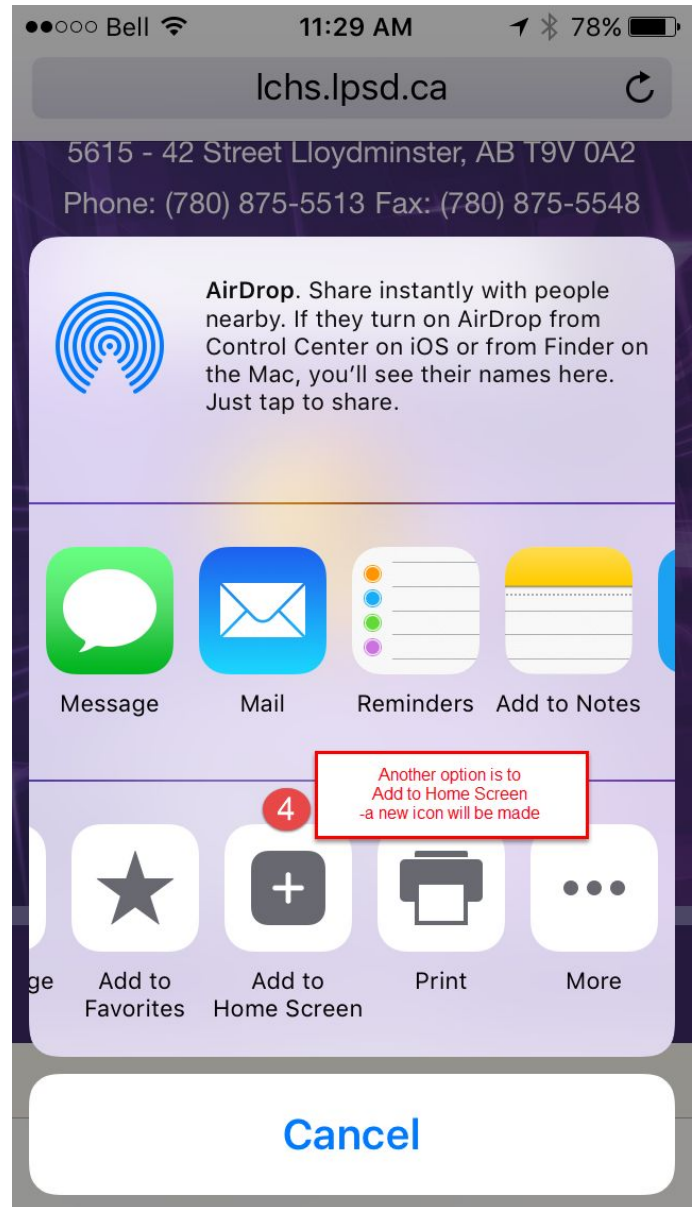 Bell 11:29 AM 78%
lchs.lpsd.ca
5615 - 42 Street Lloydminster, AB T9V 0A2
Phone: (780) 875-5513 Fax: (780) 875-5548
AirDrop. Share instantly with people
nearby. If they turn on AirDrop from
Control Center on iOS or from Finder on
the Mac, you’ll see their names here.
Just tap to share.
Message Mail Reminders Add to Notes
Another option is to
Add to Home Screen
-a new icon will be made
4
ge Add to Add to Print More
Favorites Home Screen
Cancel